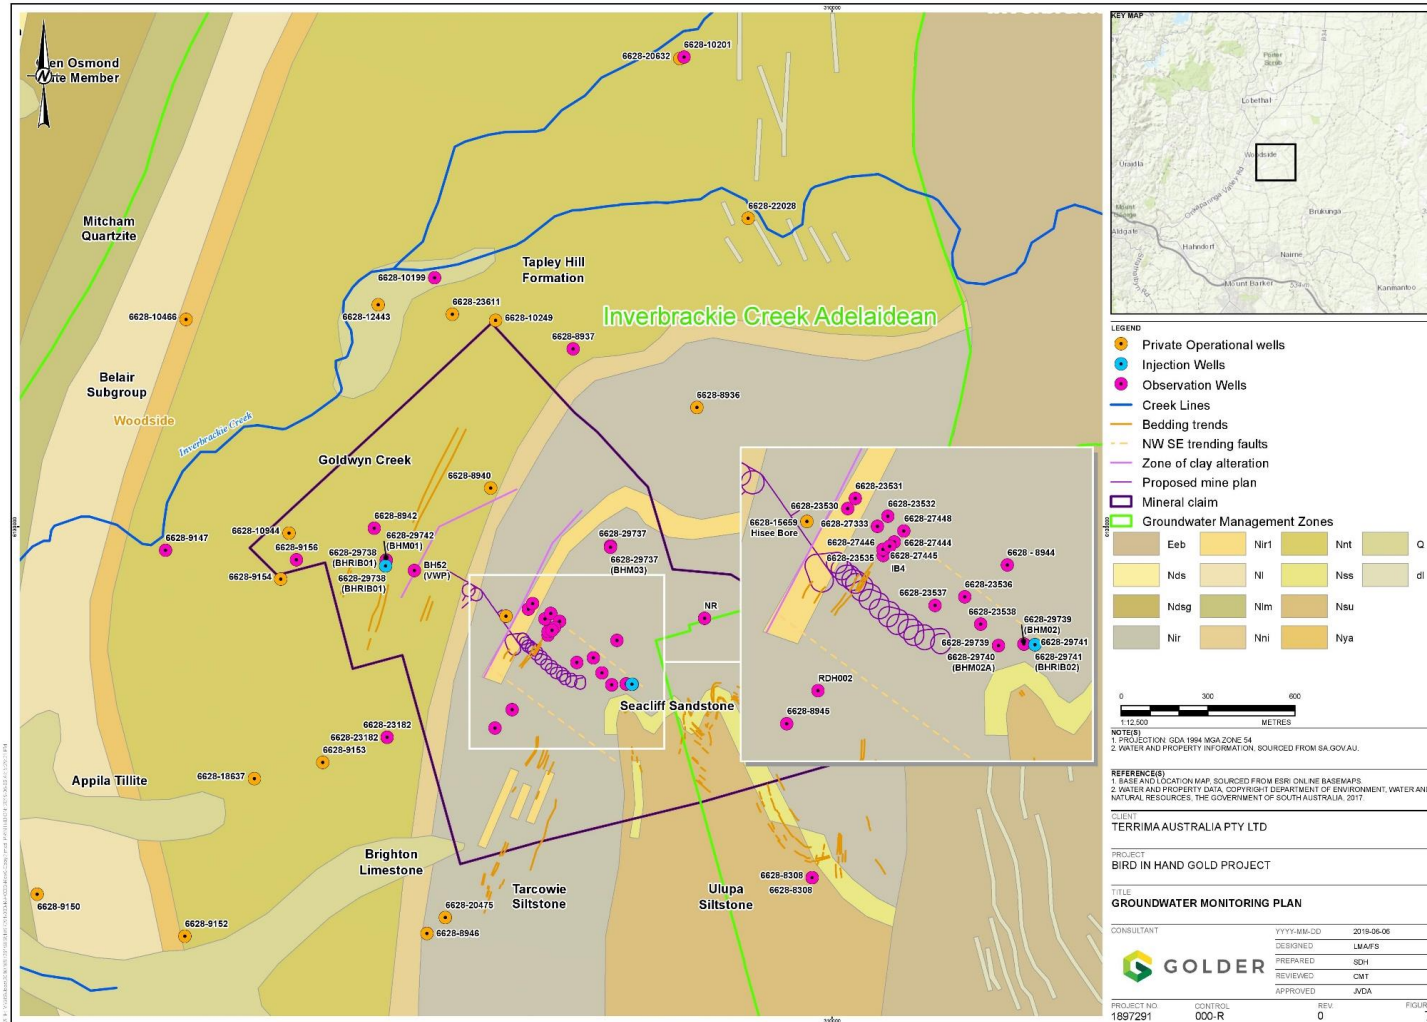 310000
en Osmond
ite Member
N
6628-10201
6628-20632
Mitcham
Quartzite
6628-22028
6628-10199
Tapley Hill
Formation
6628-23611
6628-12443
6628-10249
6628-10466
Inverbrackie Creek Adelaidean
6628-8937
Belair
Subgroup
Woodside
Inverbrackie Creek
6628-8936
Goldwyn Creek
6628-8940
6628-10944
6628-8942
6628-9147
6628-29742
(BHM01)
6628-9156
6628-29738
(BHRIB01)
6628-9154
6628-29738
(BHRIB01)
BH52
(VWP)
6628-29737
6628-29737
(BHM03)
NR
Seacliff Sandstone
6628-23182
6628-23182
6628-9153
Appila Tillite
6628-18637
Brighton
Limestone
Tarcowie
Siltstone
Ulupa
Siltstone
6628-8308
6628-8308
6628-9150
6628-20475
6628-9152
6628-8946
310000
6628-23531
6628-23530
6628-23532
6628-15659
Hisee Bore
6628-27333
6628-27448
6628-27446
6628-27444
6628-23535
6628-27445
IB4
6628 - 8944
6628-23536
6628-23537
6628-23538
6628-29739
(BHM02)
6628-29739
6628-29741
6628-29740
(BHM02A)
6628-29741
(BHRIB02)
RDH002
6628-8945
KEY MAP
Lobethal
Woodside
Uraidla
Onkaparinga Valley Rd
Brukunga
Aldgate
Hahndorf
Nairne
Mount Barker
Kanmantoo
LEGEND
Private Operational wells
Injection Wells
Observation Wells
Creek Lines
Bedding trends
NW SE trending faults
Zone of clay alteration
Proposed mine plan
Mineral claim
Groundwater Management Zones
Eeb Nir1 Nnt Q
Nds Nl Nss dl
Ndsg Nlm Nsu
Nir Nni Nya
0 300 600
1:12,500 METRES
NOTE(S)
1. PROJECTION: GDA 1994 MGA ZONE 54
2. WATER AND PROPERTY INFORMATION, SOURCED FROM SA.GOV.AU.
REFERENCE(S)
1. BASE AND LOCATION MAP, SOURCED FROM ESRI ONLINE BASEMAPS.
2. WATER AND PROPERTY DATA, COPYRIGHT DEPARTMENT OF ENVIRONMENT, WATER AND
NATURAL RESOURCES, THE GOVERNMENT OF SOUTH AUSTRALIA, 2017.
CLIENT
TERRIMA AUSTRALIA PTY LTD
PROJECT
BIRD IN HAND GOLD PROJECT
TITLE
GROUNDWATER MONITORING PLAN
CONSULTANT
GOLDER
YYYY-MM-DD 2019-06-06
DESIGNED LMA/FS
PREPARED SDH
REVIEWED CMT
APPROVED JVDA
PROJECT NO. CONTROL REV. FIGUR
1897291 000-R 0